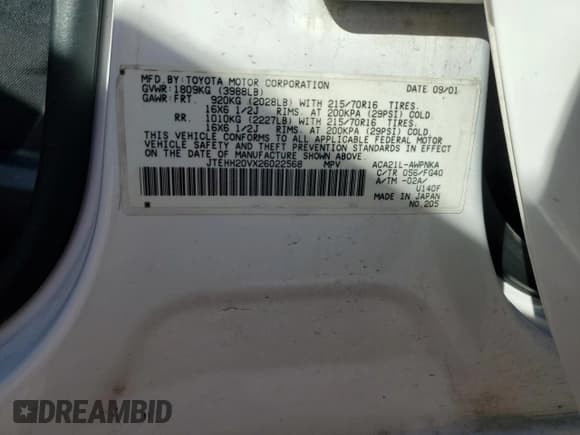 MFD. BY: TOYOTA MOTOR CORPORATION DATE 09/01
GVWR: 1809KG (3988LB)
GAWR: FRT. 920KG (2028LB) WITH 215/70R16 TIRES.
16X6 1/2J RIMS. AT 200KPA (29PSI) COLD.
RR. 1010KG (2227LB) WITH 215/70R16 TIRES.
16X6 1/2J RIMS. AT 200KPA (29PSI) COLD.
THIS VEHICLE CONFORMS TO ALL APPLICABLE FEDERAL MOTOR
VEHICLE SAFETY, BUMPER, AND THEFT PREVENTION STANDARDS IN EFFECT
ON THE DATE OF MANUFACTURE SHOWN ABOVE.
JTEHH20VX26022568 MPV ACA21L-AWPNKA
C/TR 056/FG40
A/TM -02A/
U140F
MADE IN JAPAN
NO.205
DREAMBID